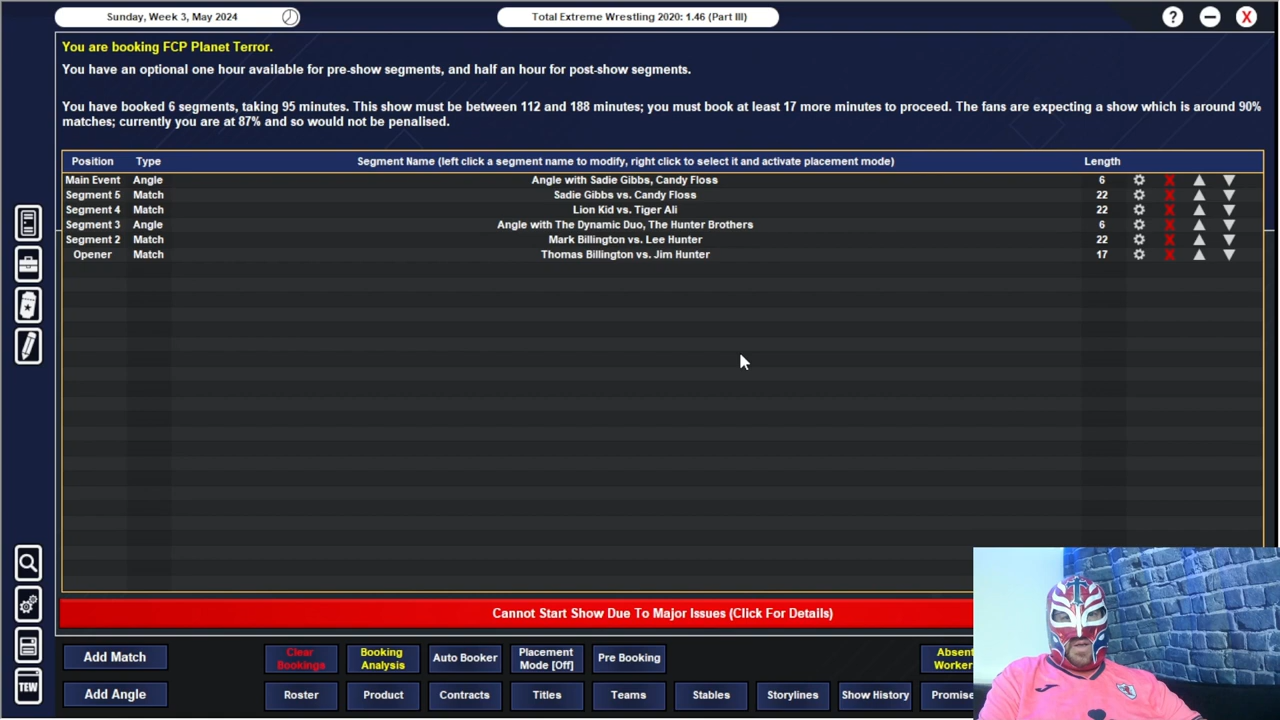 Sunday, Week 3, May 2024
Total Extreme Wrestling 2020: 1.46 (Part III)
? X
You are booking FCP Planet Terror.
You have an optional one hour available for pre-show segments, and half an hour for post-show segments.
You have booked 6 segments, taking 95 minutes. This show must be between 112 and 188 minutes; you must book at least 17 more minutes to proceed. The fans are expecting a show which is around 90%
matches; currently you are at 87% and so would not be penalised.
Position Type Segment Name (left click a segment name to modify, right click to select it and activate placement mode) Length
Main Event Angle Angle with Sadie Gibbs, Candy Floss 6 X
Segment 5 Match Sadie Gibbs vs. Candy Floss 22 X
Segment 4 Match Lion Kid vs. Tiger Ali 22 X
Segment 3 Angle Angle with The Dynamic Duo, The Hunter Brothers 6 X
Segment 2 Match Mark Billington vs. Lee Hunter 22 X
Opener Match Thomas Billington vs. Jim Hunter 17 X
Cannot Start Show Due To Major Issues (Click For Details)
Add Match
Clear
Bookings
Booking
Analysis
Auto Booker
Placement
Mode [Off]
Pre Booking
Absent
Worker
Add Angle
Roster
Product
Contracts
Titles
Teams
Stables
Storylines
Show History
Promise
TEW